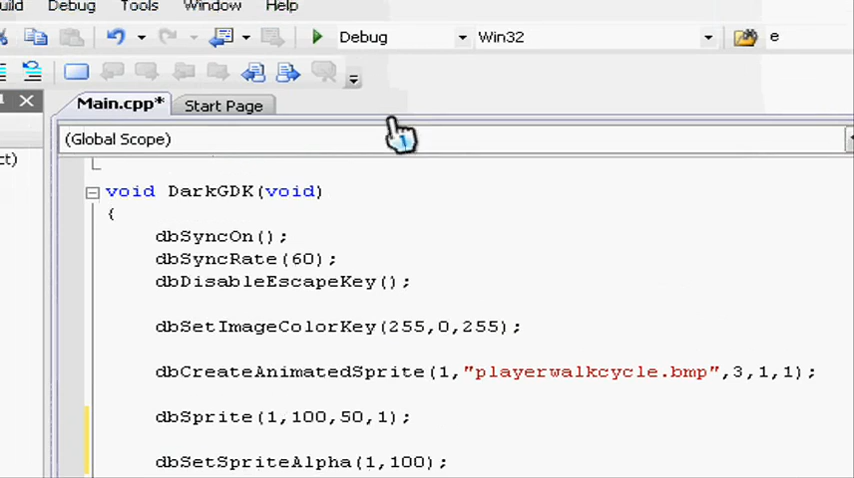 Debug Tools Window Help
Debug Win32 e
Main.cpp* Start Page
(Global Scope)
void DarkGDK(void)
{
dbSyncOn();
dbSyncRate(60);
dbDisableEscapeKey();
dbSetImageColorKey(255,0,255);
dbCreateAnimatedSprite(1,"playerwalkcycle.bmp",3,1,1);
dbSprite(1,100,50,1);
dbSetSpriteAlpha(1,100);